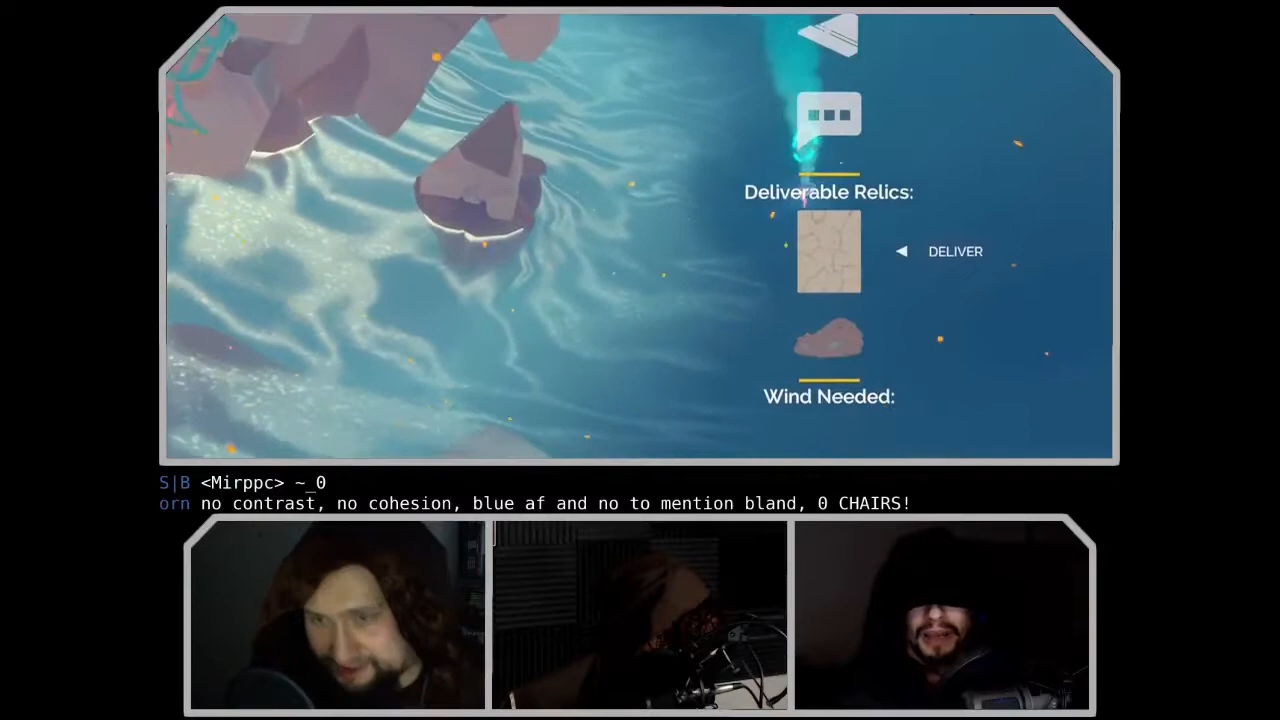 Deliverable Relics:
DELIVER
Wind Needed:
S|B <Mirppc> ~_0
orn no contrast, no cohesion, blue af and no to mention bland, 0 CHAIRS!